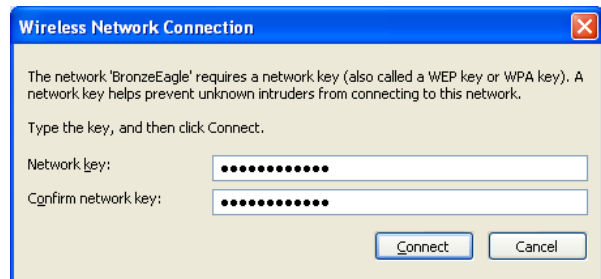 Wireless Network Connection
The network 'BronzeEagle' requires a network key (also called a WEP key or WPA key). A
network key helps prevent unknown intruders from connecting to this network.
Type the key, and then click Connect.
Network key: ●●●●●●●●●●●●
Confirm network key: ●●●●●●●●●●●●
Connect Cancel